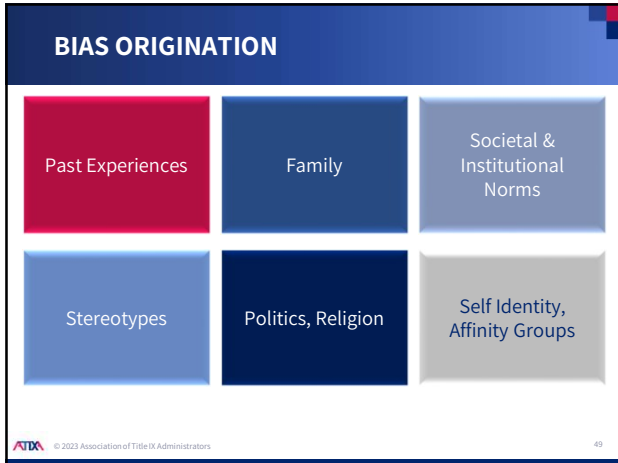 BIAS ORIGINATION
Past Experiences
Family
Societal &
Institutional
Norms
Stereotypes
Politics, Religion
Self Identity,
Affinity Groups
ATIXA © 2023 Association of Title IX Administrators
49